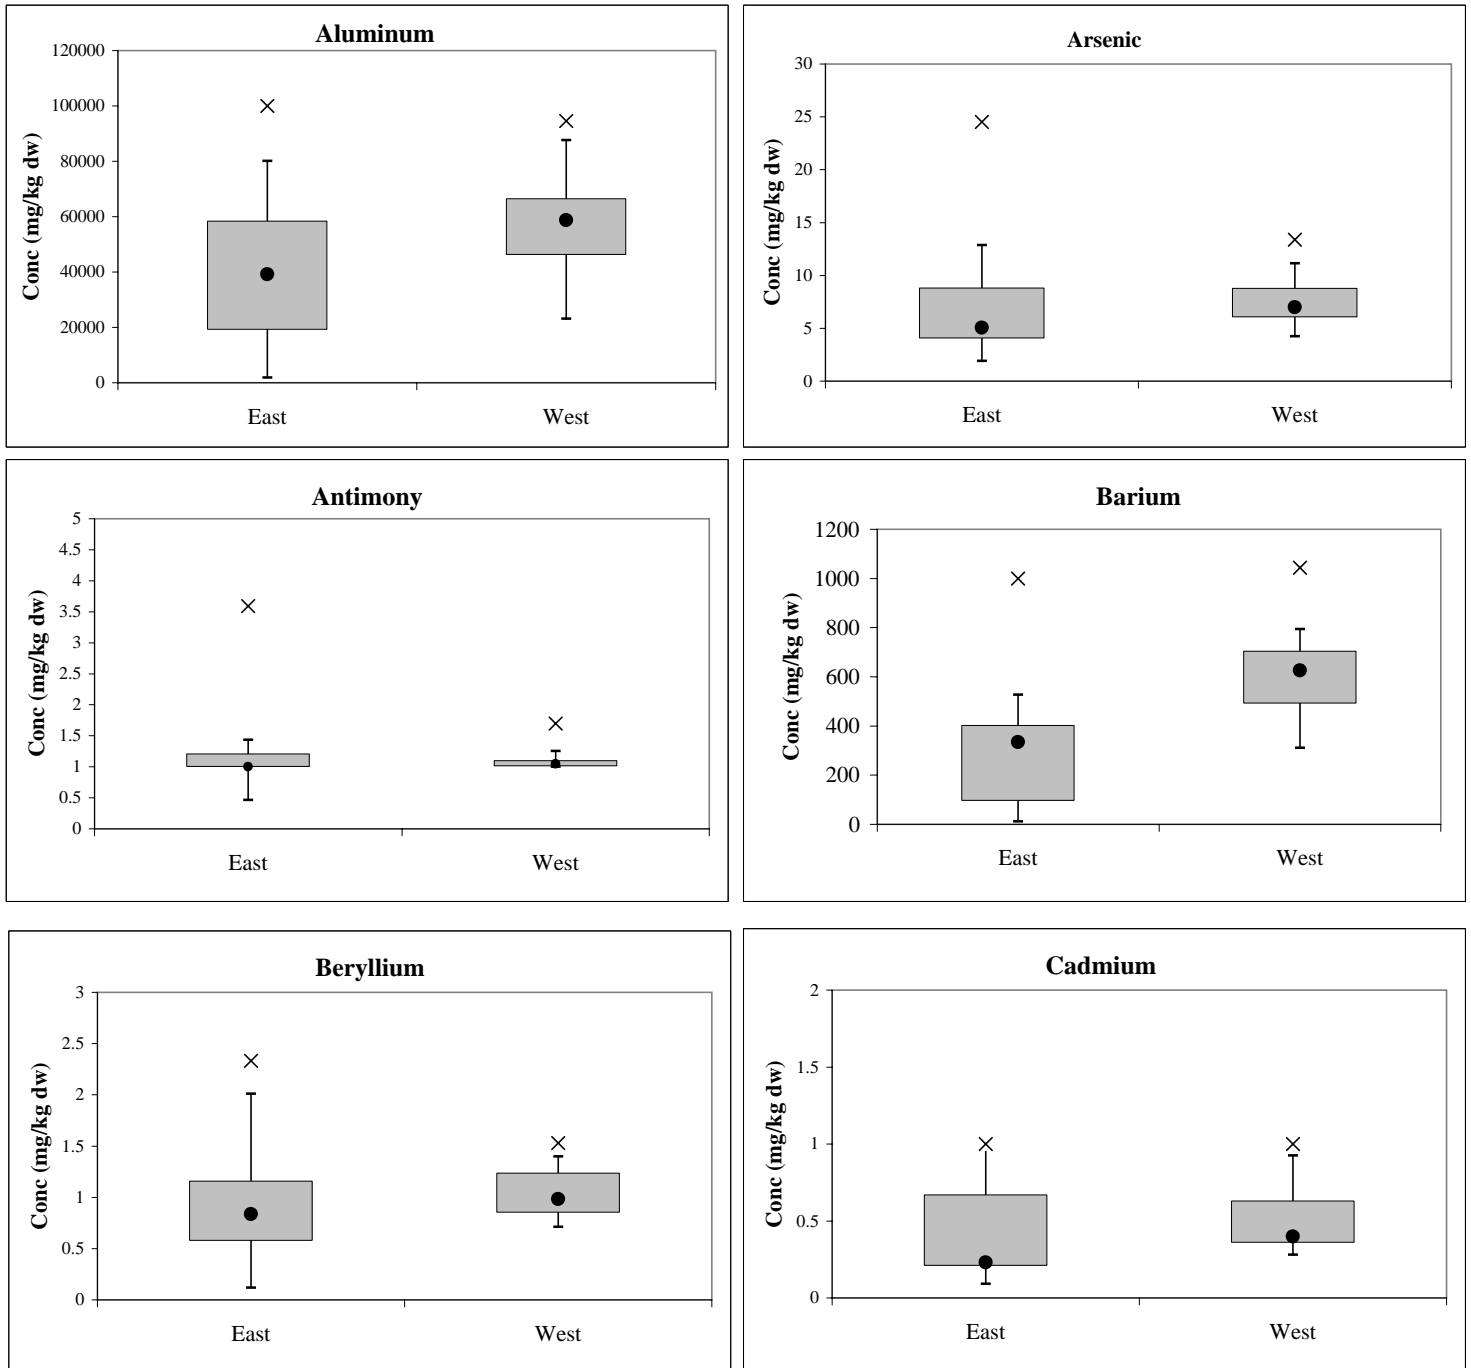 Aluminum
120000
100000
80000
60000
40000
20000
0
Conc (mg/kg dw)
East West
Arsenic
30
25
20
15
10
5
0
Conc (mg/kg dw)
East West
Antimony
5
4.5
4
3.5
3
2.5
2
1.5
1
0.5
0
Conc (mg/kg dw)
East West
Barium
1200
1000
800
600
400
200
0
Conc (mg/kg dw)
East West
Beryllium
3
2.5
2
1.5
1
0.5
0
Conc (mg/kg dw)
East West
Cadmium
2
1.5
1
0.5
0
Conc (mg/kg dw)
East West